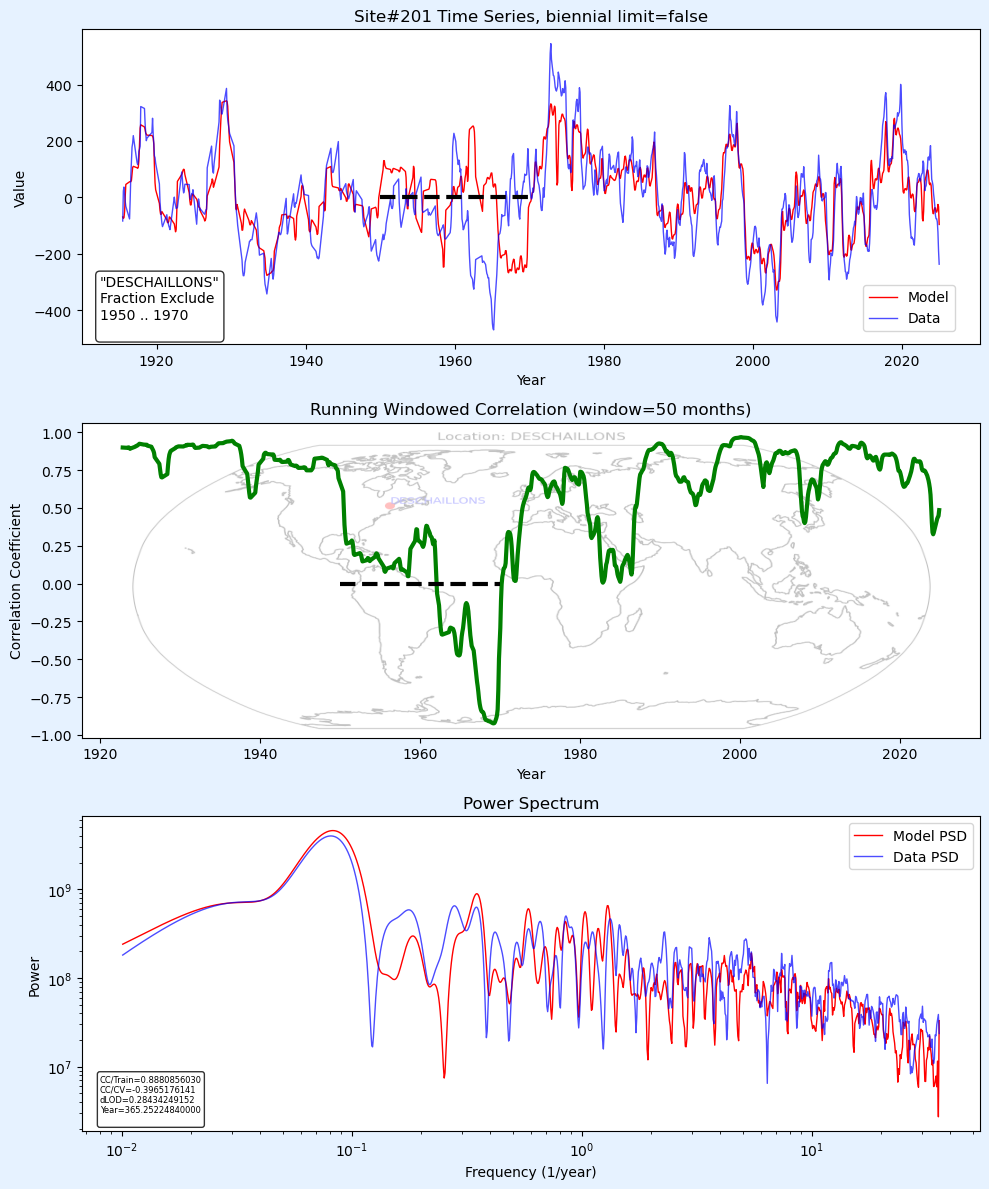 Site#201 Time Series, biennial limit=false
Value
400
200
0
−200
−400
"DESCHAILLONS"
Fraction Exclude
1950 .. 1970
Model
Data
1920
1940
1960
1980
2000
2020
Year
Running Windowed Correlation (window=50 months)
Correlation Coefficient
1.00
0.75
0.50
0.25
0.00
−0.25
−0.50
−0.75
−1.00
Location: DESCHAILLONS
DESCHAILLONS
1920
1940
1960
1980
2000
2020
Year
Power Spectrum
Power
10⁹
10⁸
10⁷
Model PSD
Data PSD
CC/Train=0.8880856030
CC/CV=-0.3965176141
dLOD=0.28434249152
Year=365.25224840000
10⁻²
10⁻¹
10⁰
10¹
Frequency (1/year)